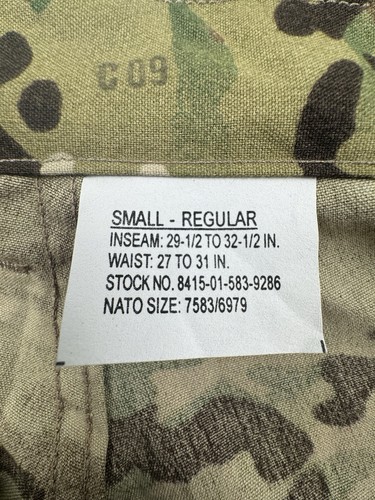 C 09
SMALL - REGULAR
INSEAM: 29-1/2 TO 32-1/2 IN.
WAIST: 27 TO 31 IN.
STOCK NO. 8415-01-583-9286
NATO SIZE: 7583/6979